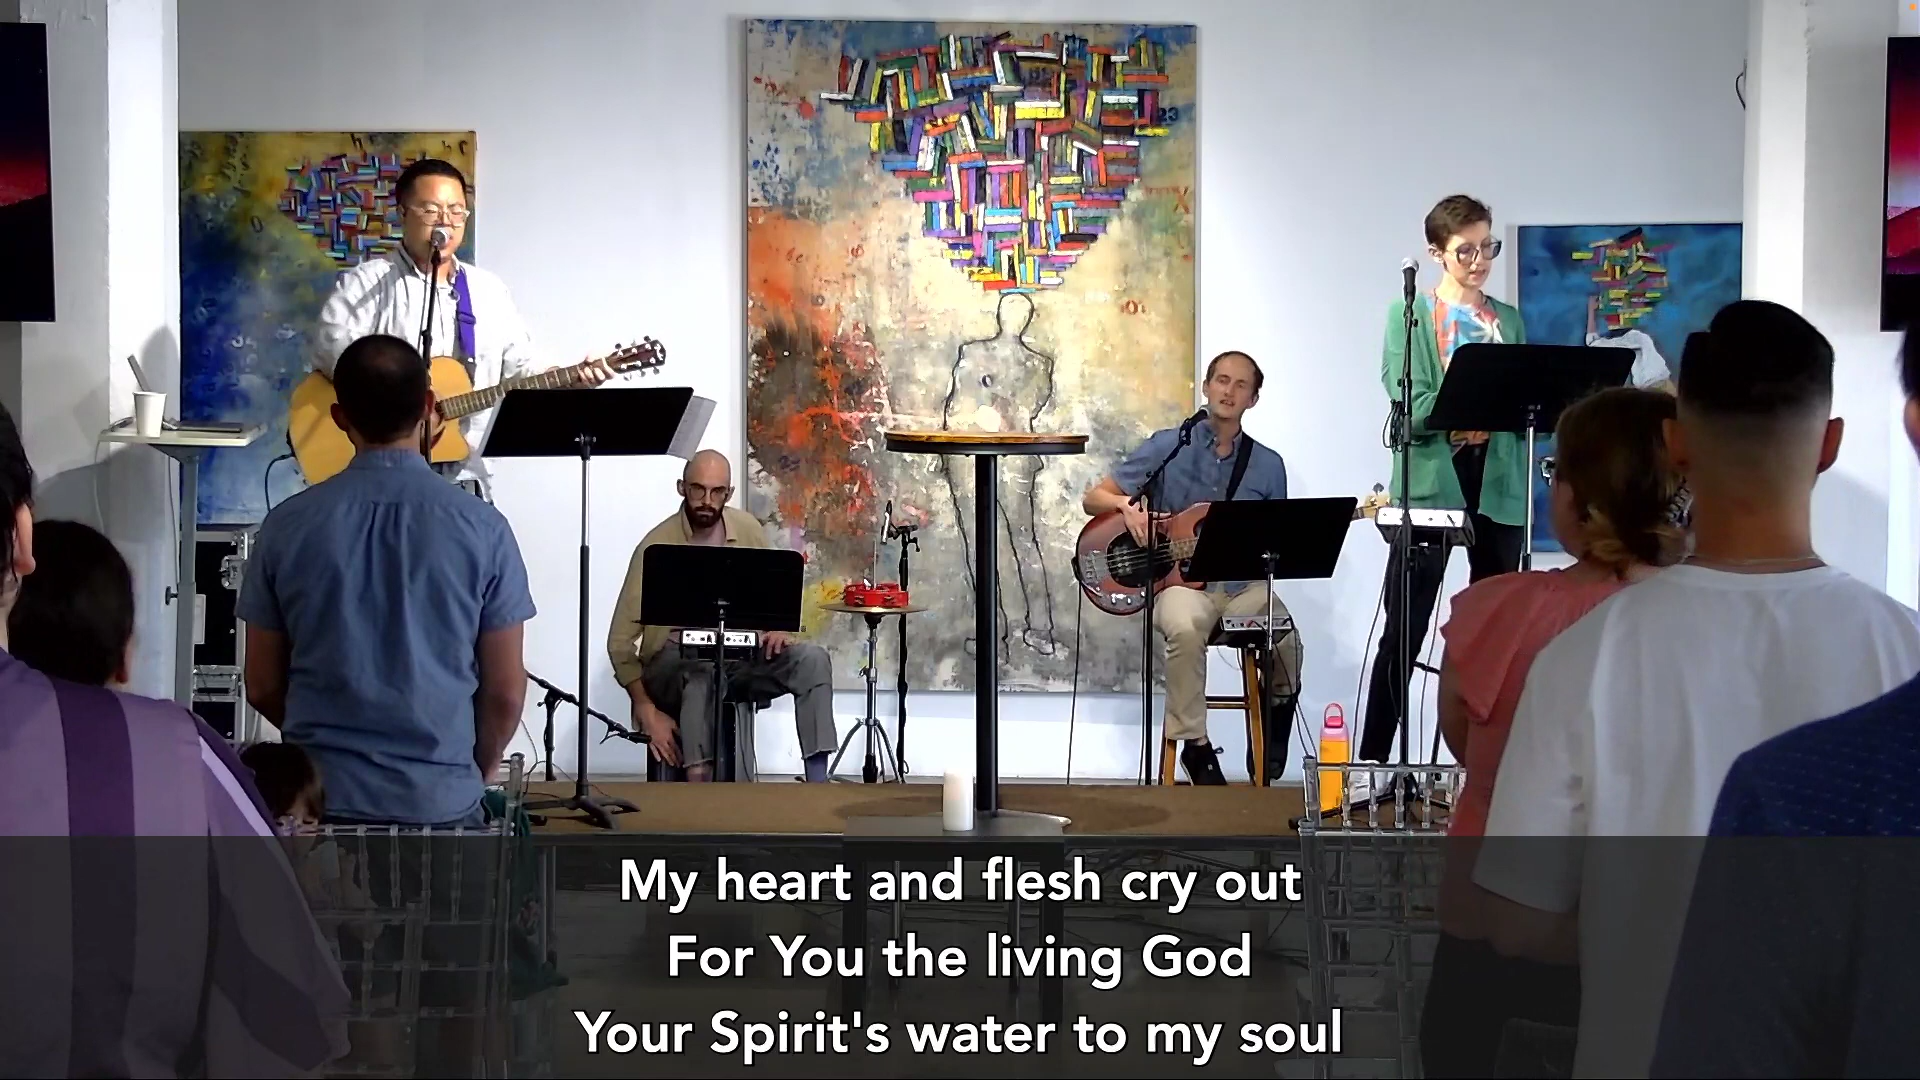 My heart and flesh cry out
For You the living God
Your Spirit's water to my soul